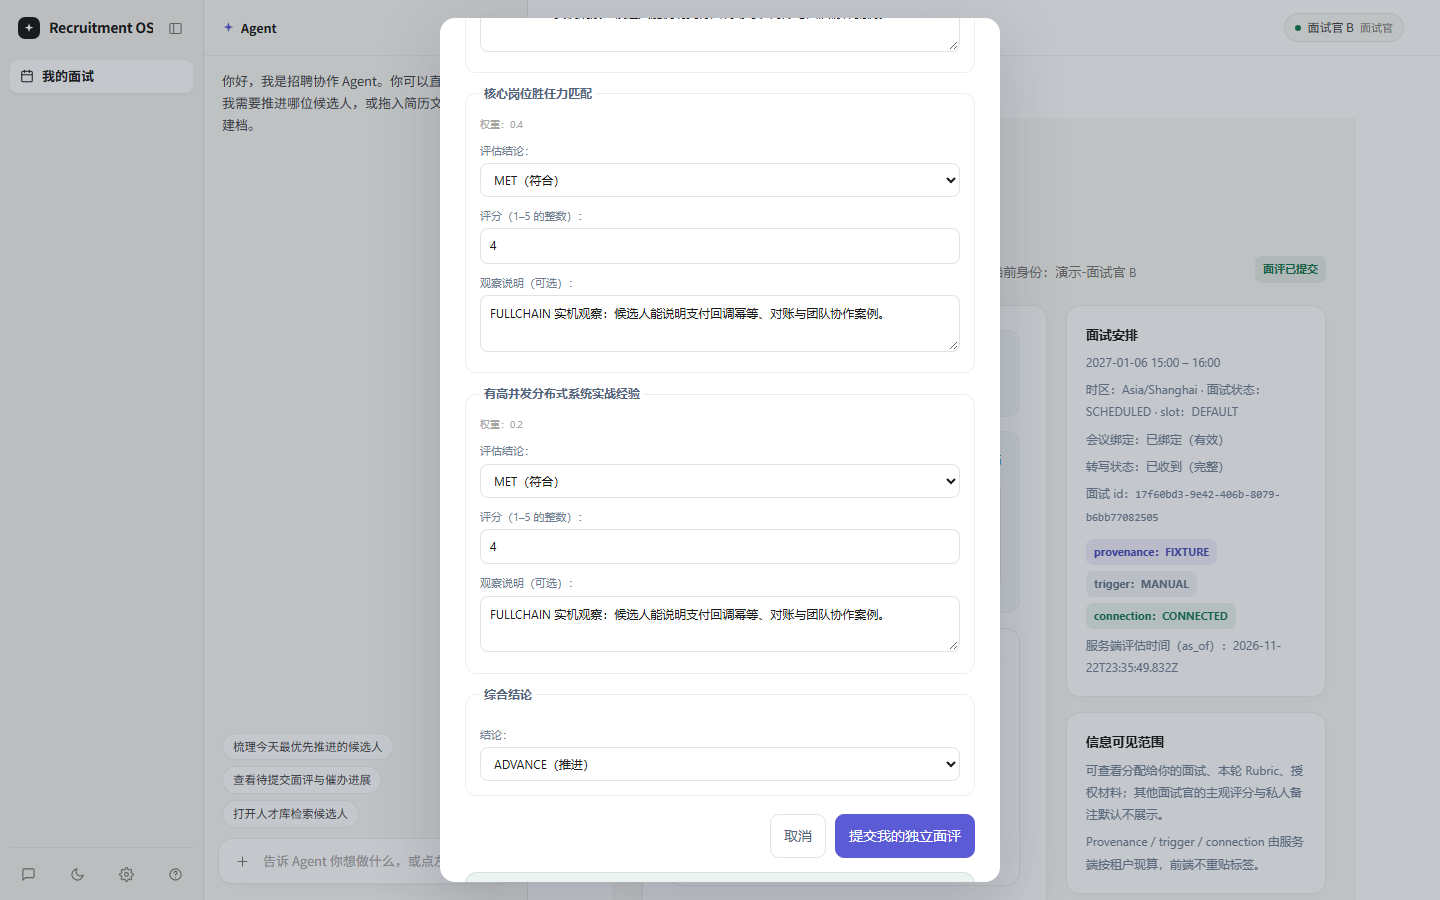 Recruitment OS
我的面试
Agent
你好，我是招聘协作 Agent。你可以直
我需要推进哪位候选人，或拖入简历文
建档。
梳理今天最优先推进的候选人
查看待提交面评与催办进展
打开人才库检索候选人
告诉 Agent 你想做什么，或点左
核心岗位胜任力匹配
权重：0.4
评估结论：
MET（符合）
评分（1–5 的整数）：
4
观察说明（可选）：
FULLCHAIN 实机观察：候选人能说明支付回调幂等、对账与团队协作案例。
有高并发分布式系统实战经验
权重：0.2
评估结论：
MET（符合）
评分（1–5 的整数）：
4
观察说明（可选）：
FULLCHAIN 实机观察：候选人能说明支付回调幂等、对账与团队协作案例。
综合结论
结论：
ADVANCE（推进）
取消
提交我的独立面评
面试官 B 面试官
前身份：演示-面试官 B
面评已提交
面试安排
2027-01-06 15:00 – 16:00
时区：Asia/Shanghai · 面试状态：
SCHEDULED · slot：DEFAULT
会议绑定：已绑定（有效）
转写状态：已收到（完整）
面试 id：17f60bd3-9e42-406b-8079-
b6bb77082505
provenance：FIXTURE
trigger：MANUAL
connection：CONNECTED
服务端评估时间（as_of）：2026-11-
22T23:35:49.832Z
信息可见范围
可查看分配给你的面试、本轮 Rubric、授
权材料；其他面试官的主观评分与私人备
注默认不展示。
Provenance / trigger / connection 由服务
端按租户现算，前端不重贴标签。